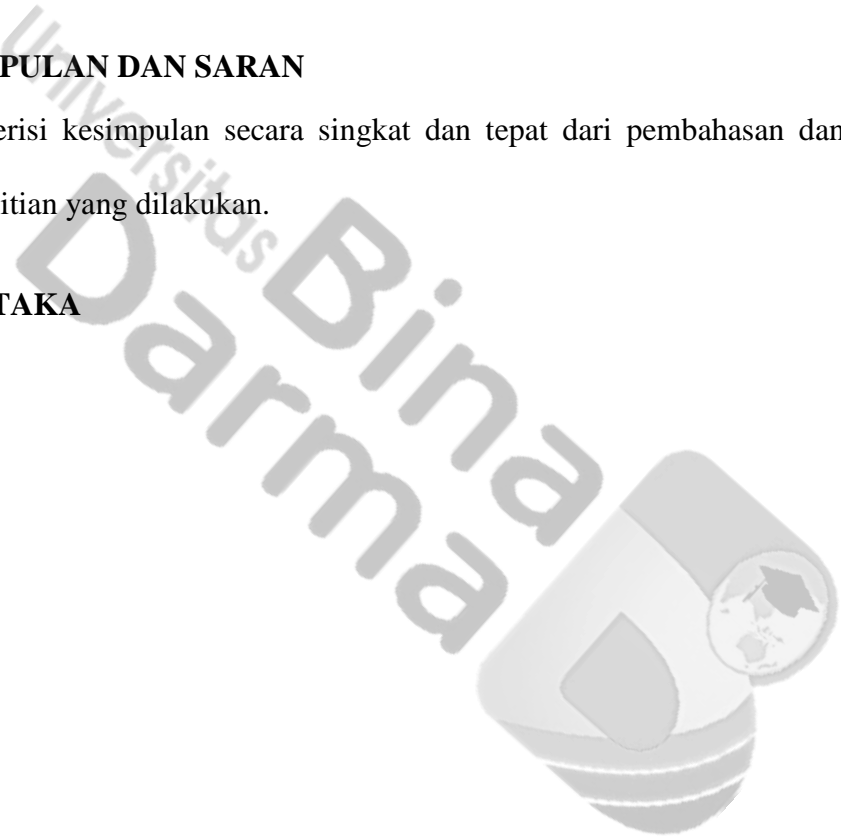 PULAN DAN SARAN
erisi kesimpulan secara singkat dan tepat dari pembahasan dan
itian yang dilakukan.
TAKA
Universitas
Bina
Darma